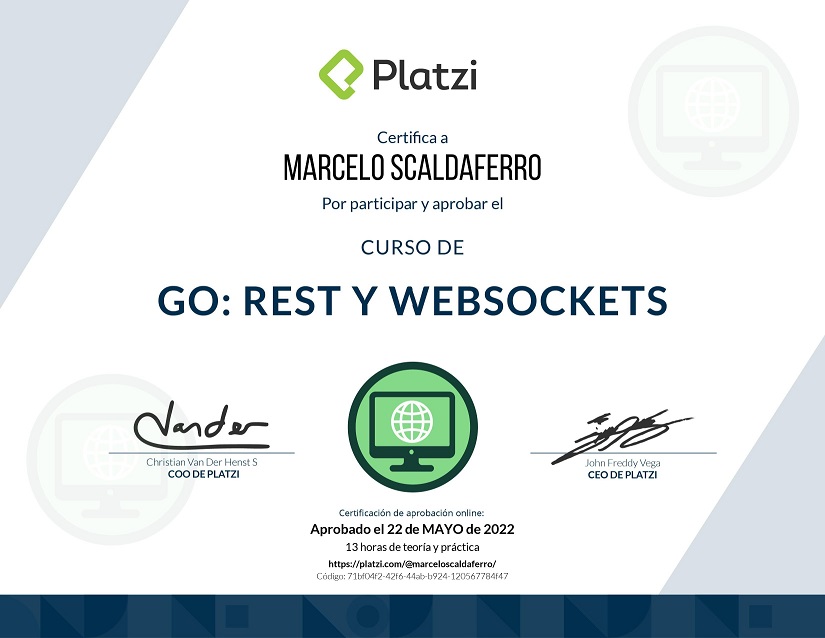 Platzi
Certifica a
MARCELO SCALDAFERRO
Por participar y aprobar el
CURSO DE
GO: REST Y WEBSOCKETS
Vander
Christian Van Der Henst S
COO DE PLATZI
John Freddy Vega
CEO DE PLATZI
Certificación de aprobación online:
Aprobado el 22 de MAYO de 2022
13 horas de teoría y práctica
https://platzi.com/@marceloscaldaferro/
Código: 71bf04f2-42f6-44ab-b924-120567784f47